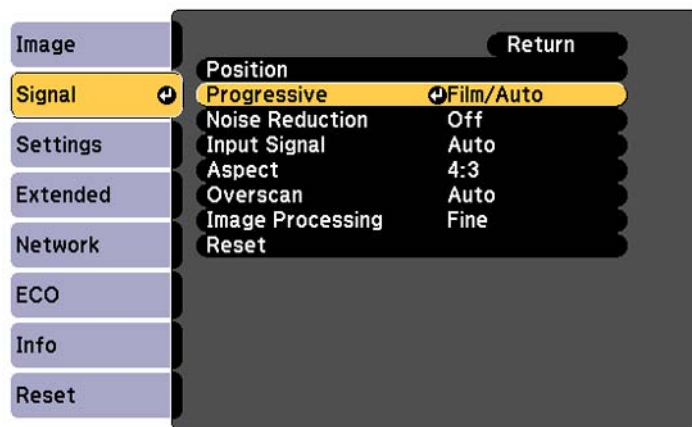 Image
Signal
Settings
Extended
Network
ECO
Info
Reset
Return
Position
Progressive Film/Auto
Noise Reduction Off
Input Signal Auto
Aspect 4:3
Overscan Auto
Image Processing Fine
Reset